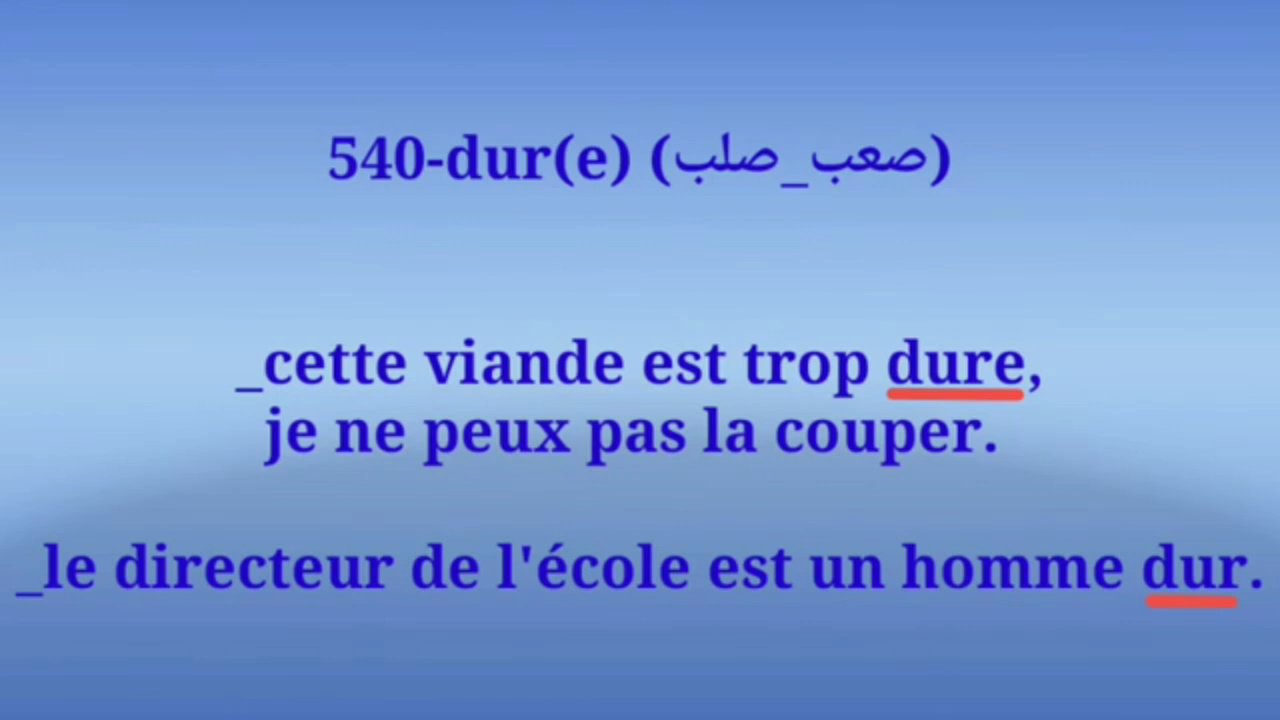 540-dur(e) (صعب_صلب)
_cette viande est trop dure,
je ne peux pas la couper.
_le directeur de l'école est un homme dur.